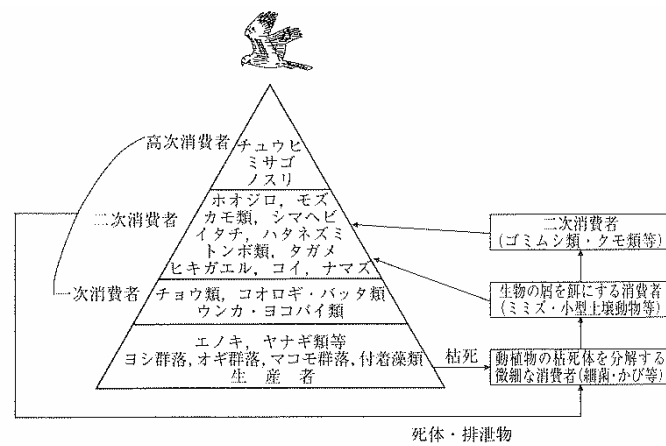 高次消費者
チュウヒ
ミサゴ
ノスリ
二次消費者
ホオジロ，モズ
カモ類，シマヘビ
イタチ，ハタネズミ
トンボ類，タガメ
ヒキガエル，コイ，ナマズ
一次消費者
チョウ類，コオロギ・バッタ類
ウンカ・ヨコバイ類
エノキ，ヤナギ類等
ヨシ群落，オギ群落，マコモ群落，付着藻類
生産者
枯死
二次消費者
(ゴミムシ類・クモ類等)
生物の屑を餌にする消費者
(ミミズ・小型土壌動物等)
動植物の枯死体を分解する
微細な消費者(細菌・かび等)
死体・排泄物